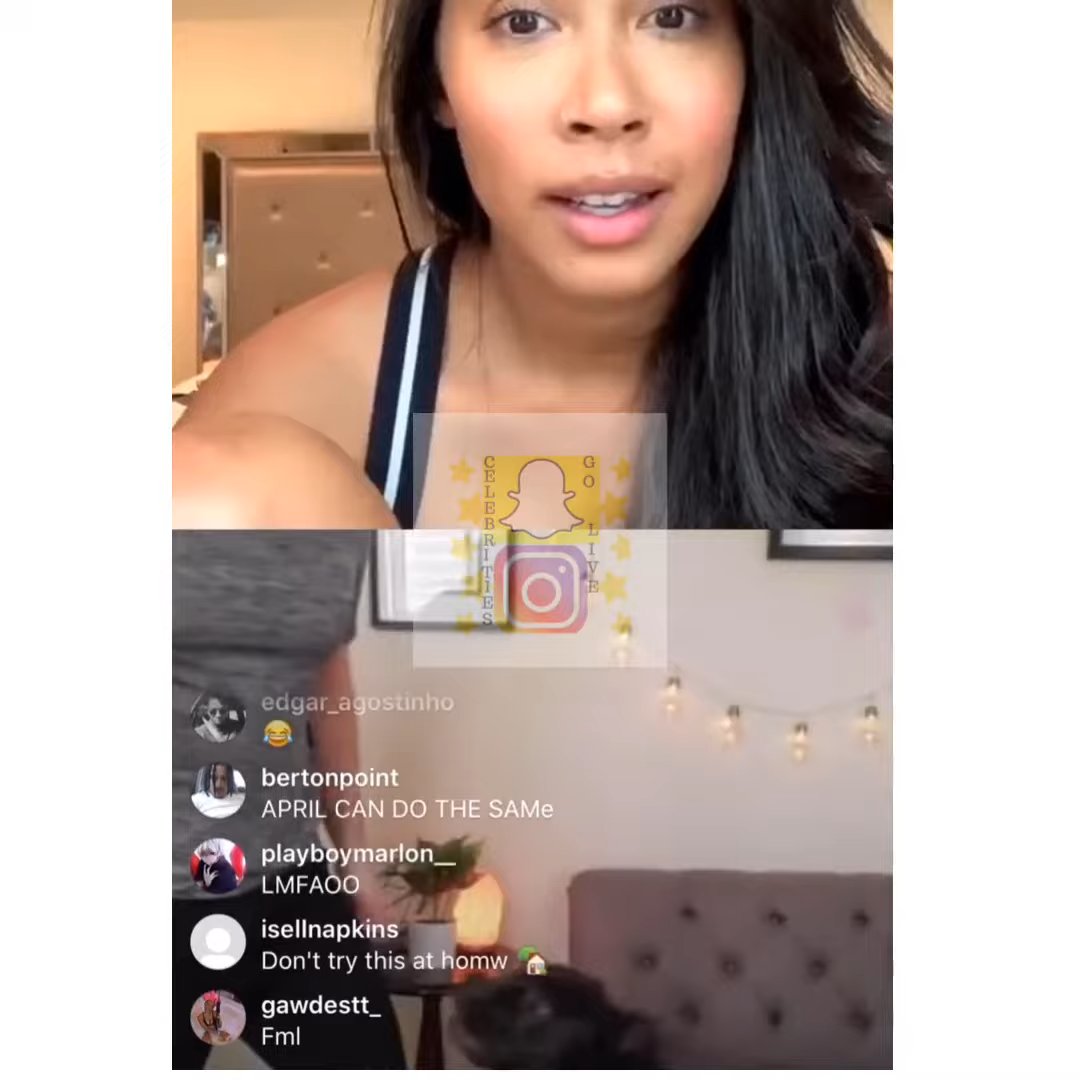 CELEBRITIES
GO LIVE
edgar_agostinho
😂
bertonpoint
APRIL CAN DO THE SAMe
playboymarlon__
LMFAOO
isellnapkins
Don't try this at homw 🏡
gawdestt_
Fml